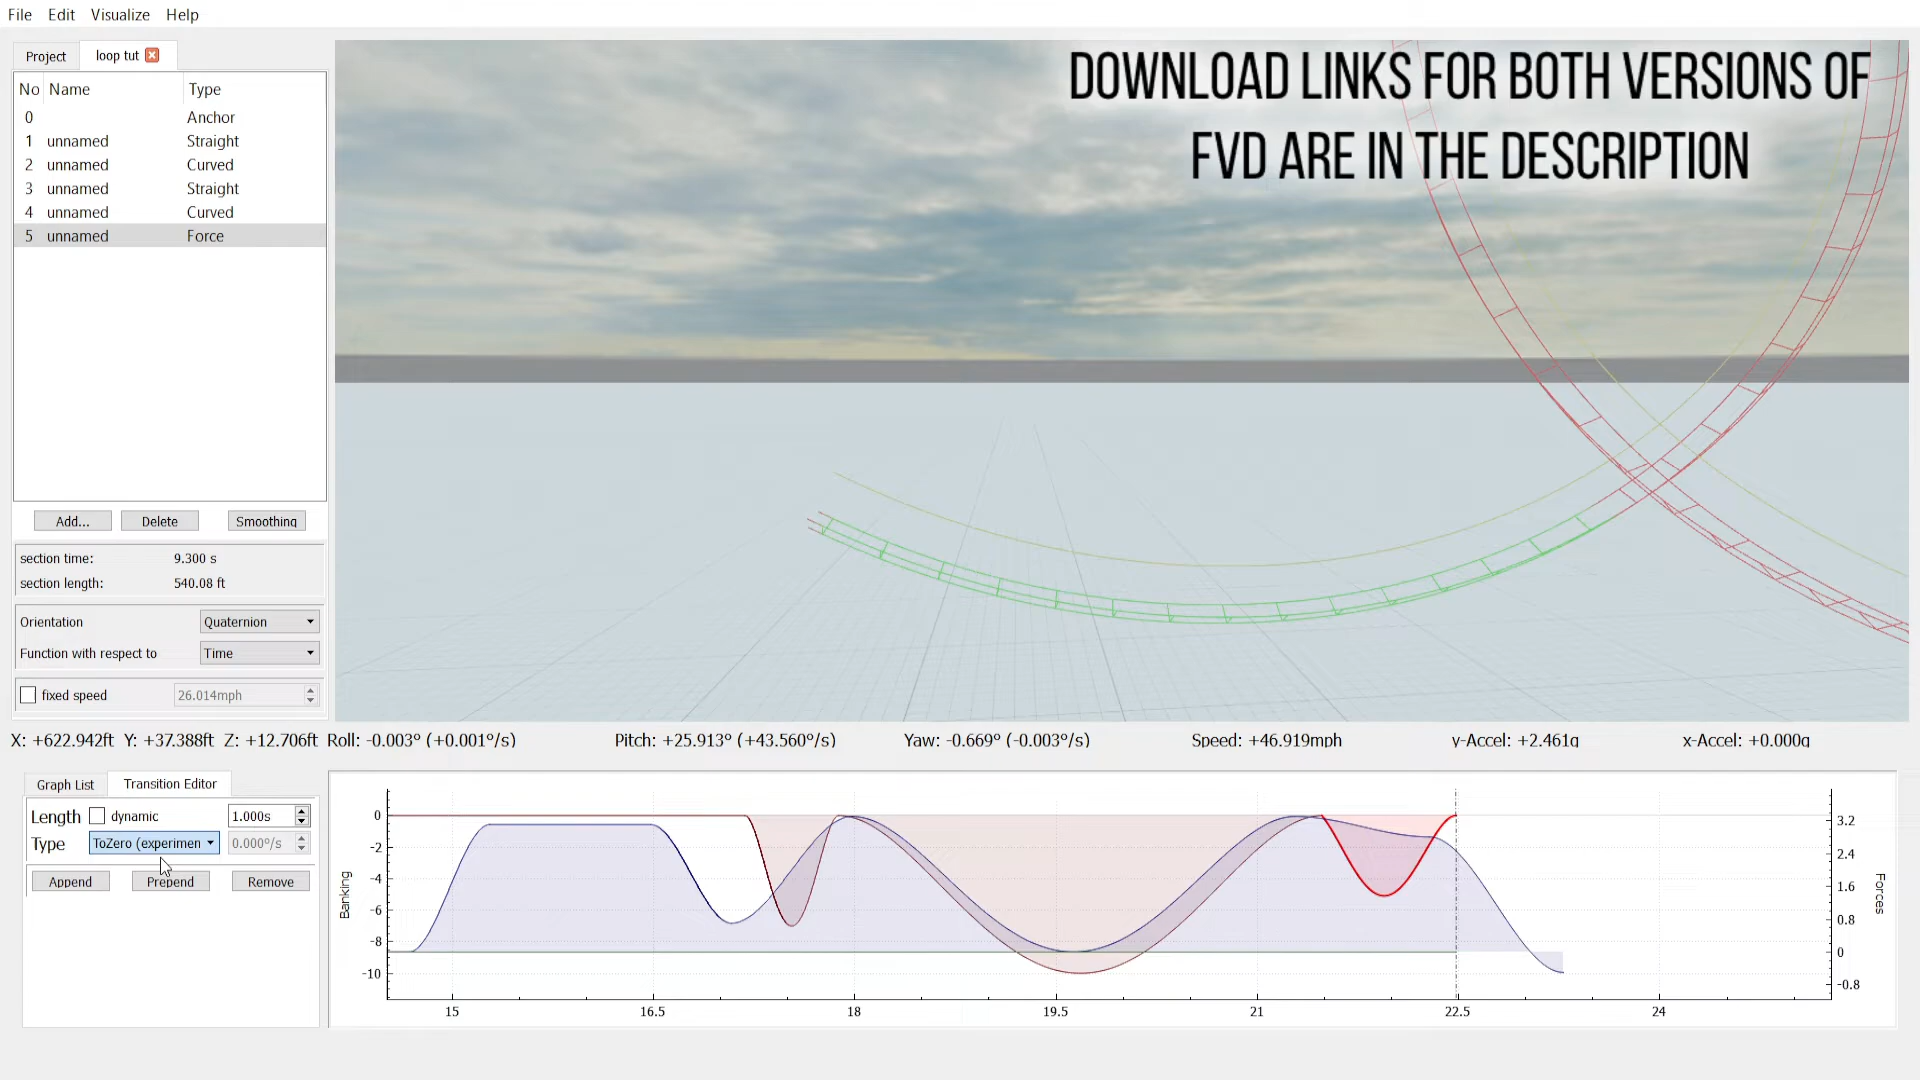 File Edit Visualize Help
Project loop tut
DOWNLOAD LINKS FOR BOTH VERSIONS OF
FVD ARE IN THE DESCRIPTION
No Name Type
0 Anchor
1 unnamed Straight
2 unnamed Curved
3 unnamed Straight
4 unnamed Curved
5 unnamed Force
Add... Delete Smoothing
section time: 9.300 s
section length: 540.08 ft
Orientation Quaternion
Function with respect to Time
fixed speed 26.014mph
X: +622.942ft Y: +37.388ft Z: +12.706ft Roll: -0.003° (+0.001°/s) Pitch: +25.913° (+43.560°/s) Yaw: -0.669° (-0.003°/s) Speed: +46.919mph y-Accel: +2.461g x-Accel: +0.000g
Graph List Transition Editor
Length dynamic 1.000s
Type ToZero (experimen 0.000°/s
Append Prepend Remove
Banking
0
-2
-4
-6
-8
-10
15 16.5 18 19.5 21 22.5 24
3.2
2.4
1.6
0.8
0
-0.8
Forces